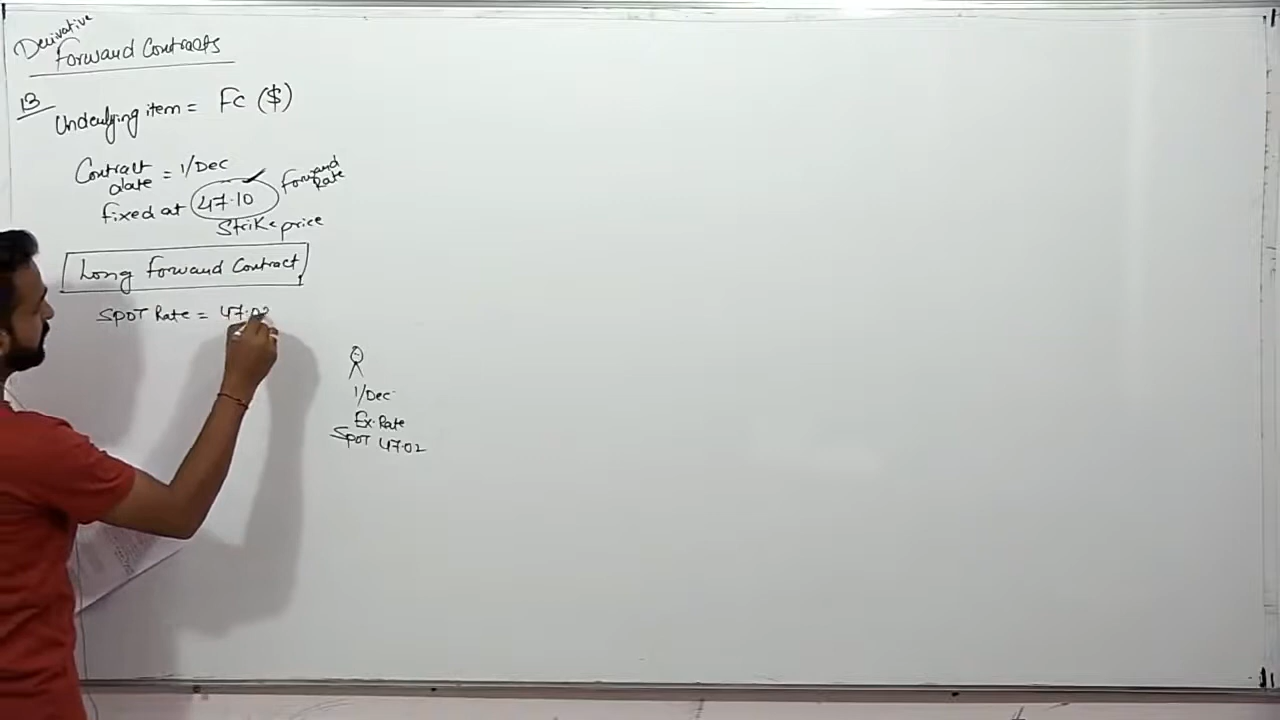 Derivative
Forward Contracts
13
Underlying item = FC ($)
Contract
date = 1/Dec
fixed at 47.10
Forward
Rate
Strike price
Long Forward Contract
SPOT Rate = 47.02
1/Dec
Ex. Rate
SPOT 47.02